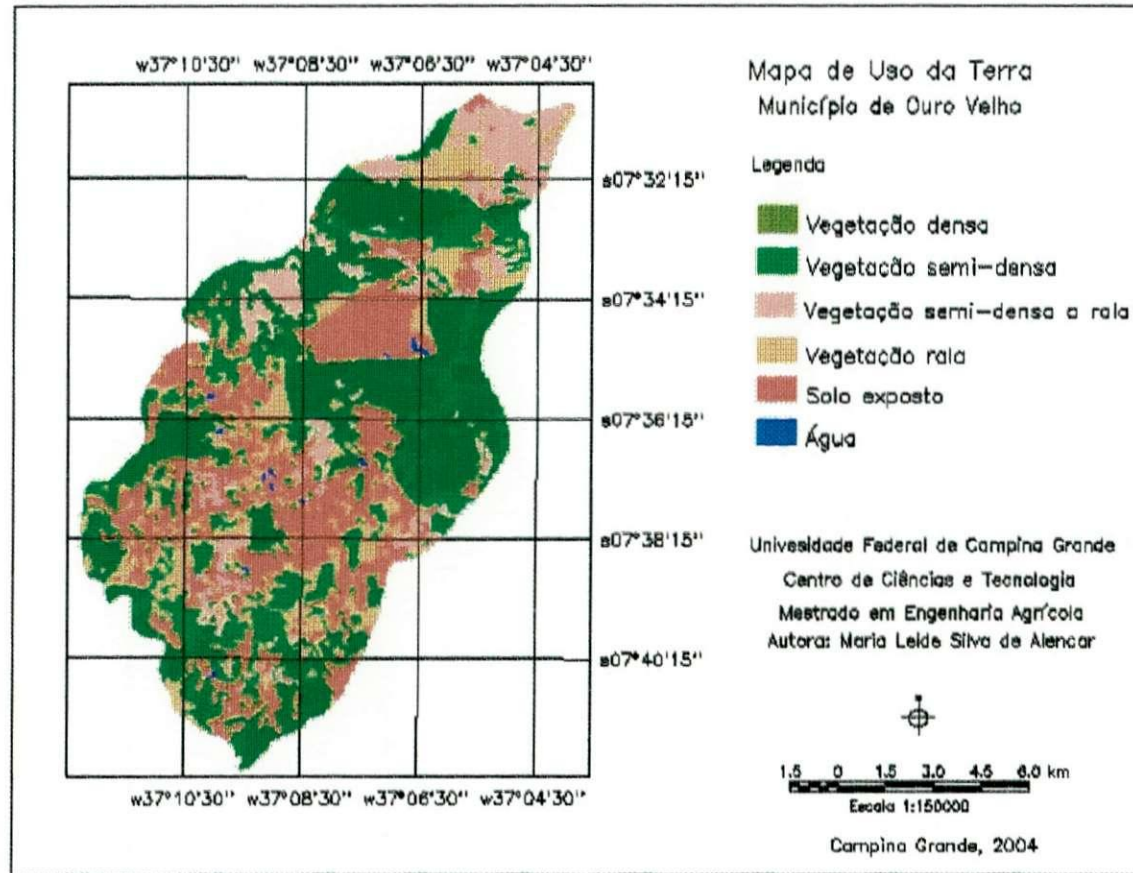 w37°10'30" w37°08'30" w37°06'30" w37°04'30"
Mapa de Uso da Terra
Município de Ouro Velho
Legenda
s07°32'15"
s07°34'15"
s07°36'15"
s07°38'15"
s07°40'15"
Vegetação densa
Vegetação semi-densa
Vegetação semi-densa a rala
Vegetação rala
Solo exposto
Água
Univesidade Federal de Campina Grande
Centro de Ciências e Tecnologia
Mestrado em Engenharia Agrícola
Autora: Maria Leide Silva de Alencar
1.5 0 1.5 3.0 4.5 6.0 km
Escala 1:150000
Campina Grande, 2004
w37°10'30" w37°08'30" w37°06'30" w37°04'30"